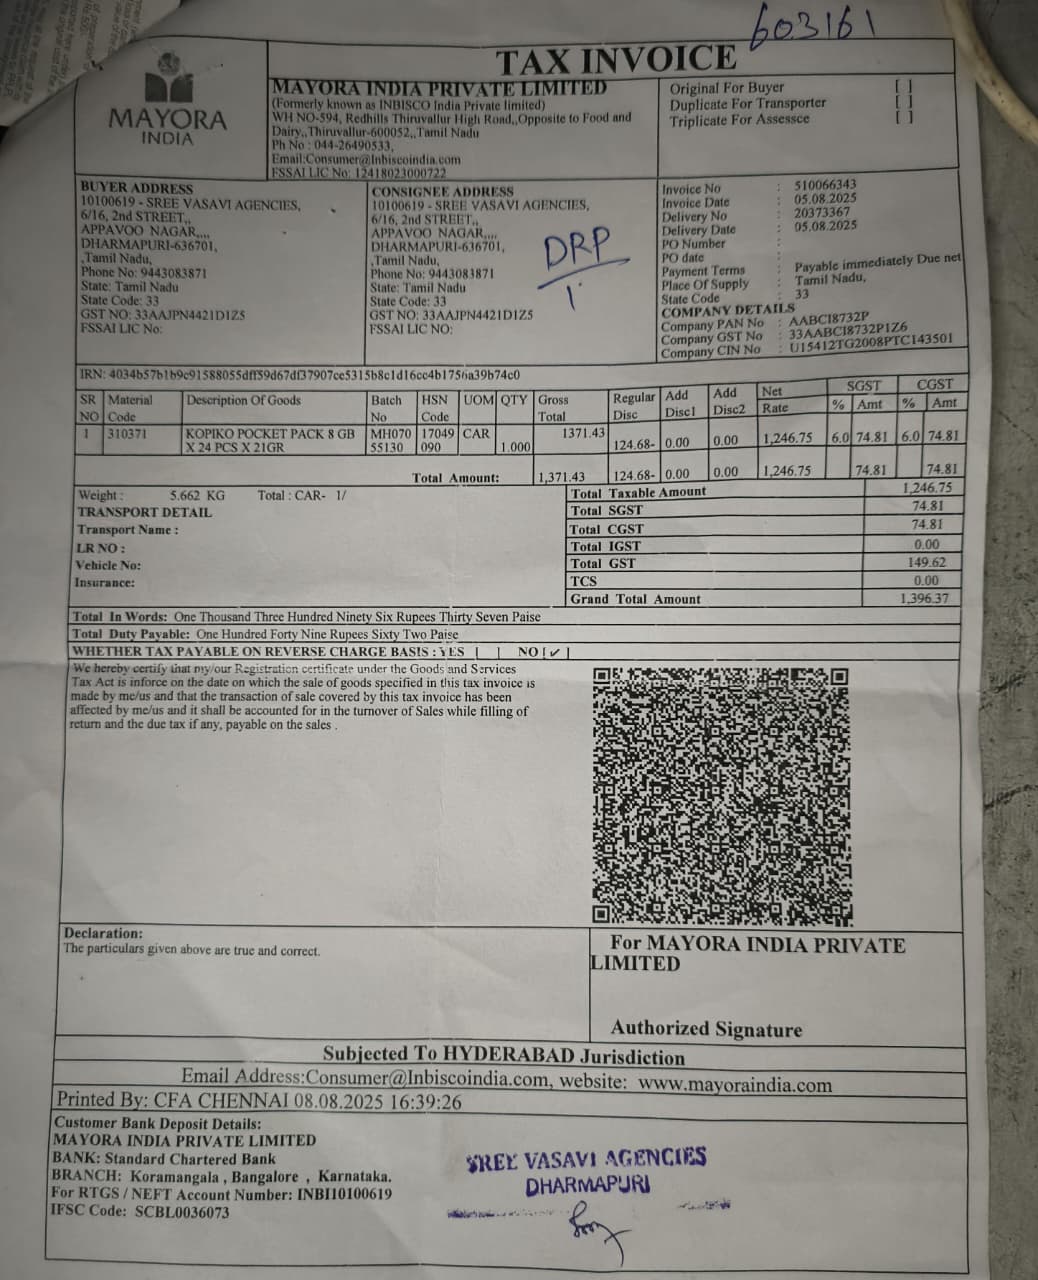 603161
TAX INVOICE
MAYORA
INDIA
MAYORA INDIA PRIVATE LIMITED
(Formerly known as INBISCO India Private limited)
WH NO-594, Redhills Thiruvallur High Road,,Opposite to Food and
Dairy,,Thiruvallur-600052,,Tamil Nadu
Ph No : 044-26490533,
Email:Consumer@Inbiscoindia.com
FSSAI LIC No: 12418023000722
Original For Buyer [ ]
Duplicate For Transporter [ ]
Triplicate For Assessce [ ]
BUYER ADDRESS
10100619 - SREE VASAVI AGENCIES,
6/16, 2nd STREET,,
APPAVOO NAGAR,,,,
DHARMAPURI-636701,
,Tamil Nadu,
Phone No: 9443083871
State: Tamil Nadu
State Code: 33
GST NO: 33AAJPN4421D1Z5
FSSAI LIC No:
CONSIGNEE ADDRESS
10100619 - SREE VASAVI AGENCIES,
6/16, 2nd STREET,,
APPAVOO NAGAR,,,,
DHARMAPURI-636701,
,Tamil Nadu,
Phone No: 9443083871
State: Tamil Nadu
State Code: 33
GST NO: 33AAJPN4421D1Z5
FSSAI LIC NO:
DRP
Invoice No : 510066343
Invoice Date : 05.08.2025
Delivery No : 20373367
Delivery Date : 05.08.2025
PO Number :
PO date :
Payment Terms : Payable immediately Due net
Place Of Supply : Tamil Nadu,
State Code : 33
COMPANY DETAILS
Company PAN No : AABCI8732P
Company GST No : 33AABCI8732P1Z6
Company CIN No : U15412TG2008PTC143501
IRN: 4034b57b1b9c91588055dff59d67df37907cc5315b8c1d16cc4b1756a39b74c0
SR NO Material Code Description Of Goods Batch No HSN Code UOM QTY Gross Total Regular Disc Add Disc1 Add Disc2 Net Rate SGST % Amt CGST % Amt
1 310371 KOPIKO POCKET PACK 8 GB X 24 PCS X 21GR MH070 55130 17049 090 CAR 1.000 1371.43 124.68- 0.00 0.00 1,246.75 6.0 74.81 6.0 74.81
Total Amount: 1,371.43 124.68- 0.00 0.00 1,246.75 74.81 74.81
Weight : 5.662 KG Total : CAR- 1/
TRANSPORT DETAIL
Transport Name :
LR NO :
Vehicle No:
Insurance:
Total Taxable Amount 1,246.75
Total SGST 74.81
Total CGST 74.81
Total IGST 0.00
Total GST 149.62
TCS 0.00
Grand Total Amount 1,396.37
Total In Words: One Thousand Three Hundred Ninety Six Rupees Thirty Seven Paise
Total Duty Payable: One Hundred Forty Nine Rupees Sixty Two Paise
WHETHER TAX PAYABLE ON REVERSE CHARGE BASIS : YES [ ] NO [✓]
We hereby certify that my/our Registration certificate under the Goods and Services
Tax Act is inforce on the date on which the sale of goods specified in this tax invoice is
made by me/us and that the transaction of sale covered by this tax invoice has been
affected by me/us and it shall be accounted for in the turnover of Sales while filling of
return and the due tax if any, payable on the sales .
Declaration:
The particulars given above are true and correct.
For MAYORA INDIA PRIVATE
LIMITED
Authorized Signature
Subjected To HYDERABAD Jurisdiction
Email Address:Consumer@Inbiscoindia.com, website: www.mayoraindia.com
Printed By: CFA CHENNAI 08.08.2025 16:39:26
Customer Bank Deposit Details:
MAYORA INDIA PRIVATE LIMITED
BANK: Standard Chartered Bank
BRANCH: Koramangala , Bangalore , Karnataka.
For RTGS / NEFT Account Number: INBI10100619
IFSC Code: SCBL0036073
SREE VASAVI AGENCIES
DHARMAPURI